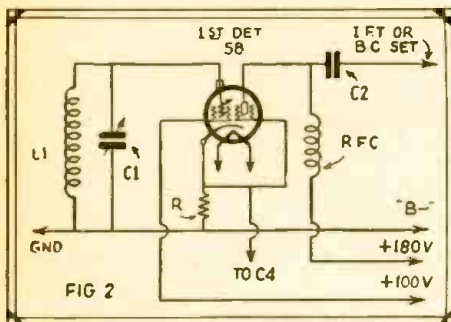 1ST DET
58
I.F.T. OR
B.C. SET
C2
L1
C1
RFC
R
"B-"
GND
+180V
TO C4
+100V
FIG 2